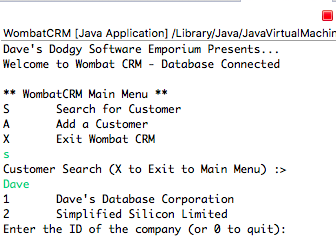 WombatCRM [Java Application] /Library/Java/JavaVirtualMachin
Dave's Dodgy Software Emporium Presents...
Welcome to Wombat CRM - Database Connected
** WombatCRM Main Menu **
S Search for Customer
A Add a Customer
X Exit Wombat CRM
s
Customer Search (X to Exit to Main Menu) :>
Dave
1 Dave's Database Corporation
2 Simplified Silicon Limited
Enter the ID of the company (or 0 to quit):